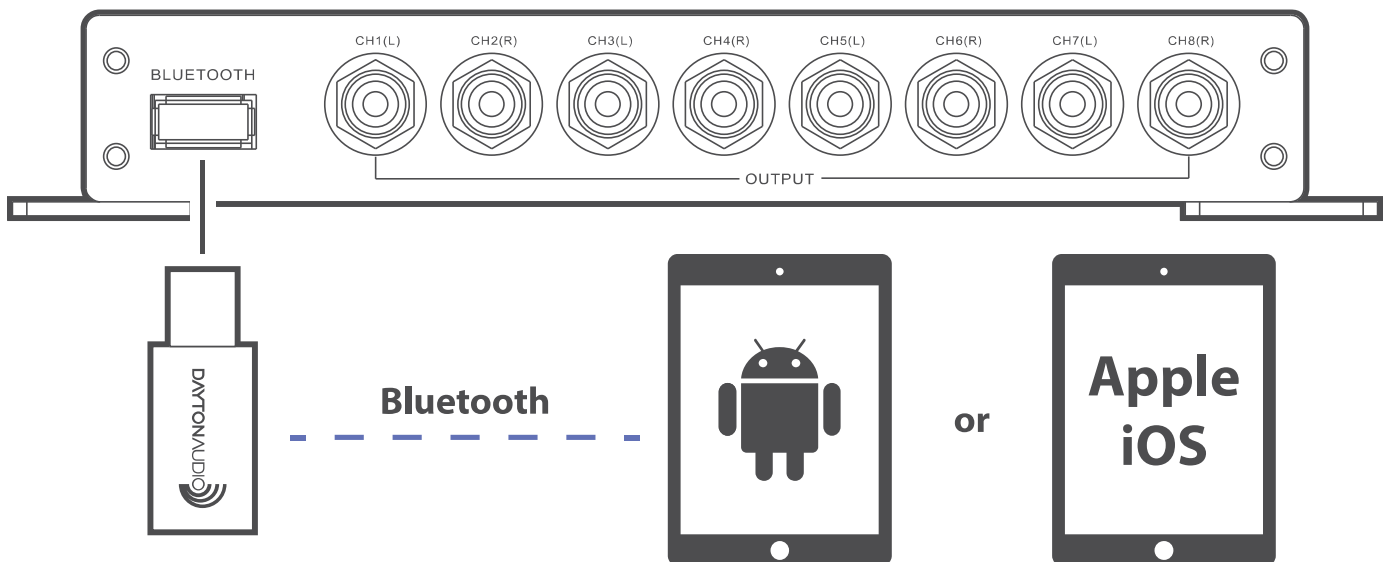 BLUETOOTH
CH1(L) CH2(R) CH3(L) CH4(R) CH5(L) CH6(R) CH7(L) CH8(R)
OUTPUT
DAYTONAUDIO
Bluetooth
or
Apple
iOS